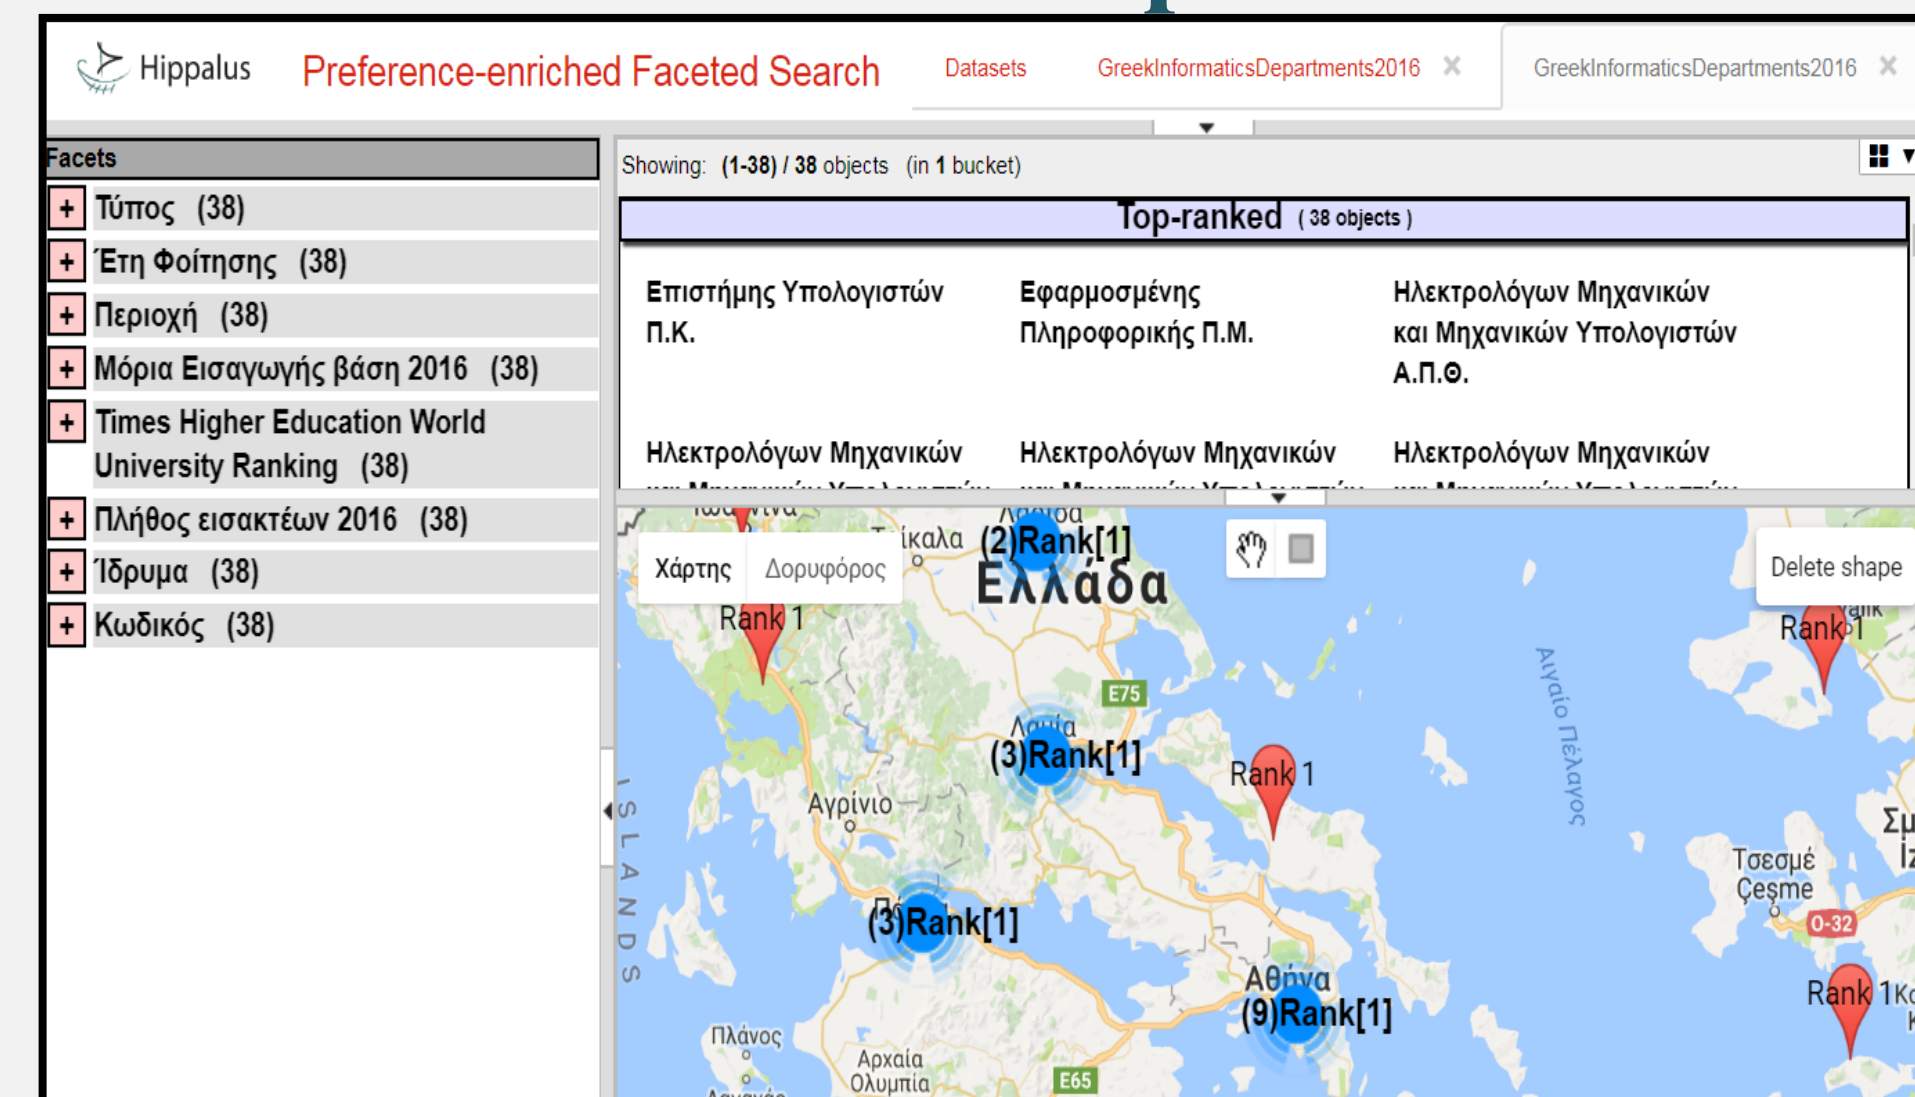 Hippalus
Preference-enriched Faceted Search
Datasets
GreekInformaticsDepartments2016
GreekInformaticsDepartments2016
Facets
+ Τύπος (38)
+ Έτη Φοίτησης (38)
+ Περιοχή (38)
+ Μόρια Εισαγωγής βάση 2016 (38)
+ Times Higher Education World
University Ranking (38)
+ Πλήθος εισακτέων 2016 (38)
+ Ίδρυμα (38)
+ Κωδικός (38)
Showing: (1-38) / 38 objects (in 1 bucket)
Top-ranked ( 38 objects )
Επιστήμης Υπολογιστών
Π.Κ.
Εφαρμοσμένης
Πληροφορικής Π.Μ.
Ηλεκτρολόγων Μηχανικών
και Μηχανικών Υπολογιστών
Α.Π.Θ.
Ηλεκτρολόγων Μηχανικών
Ηλεκτρολόγων Μηχανικών
Ηλεκτρολόγων Μηχανικών
Χάρτης
Δορυφόρος
(2)Rank[1]
Ελλάδα
Delete shape
Rank 1
Rank 1
E75
Αιγαίο Πέλαγος
Λαμία
(3)Rank[1]
Rank 1
Αγρίνιο
ISLANDS
Τσεσμέ
Çeşme
O-32
(3)Rank[1]
Αθήνα
(9)Rank[1]
Rank 1
Πλάνος
Αρχαία
Ολυμπία
E65